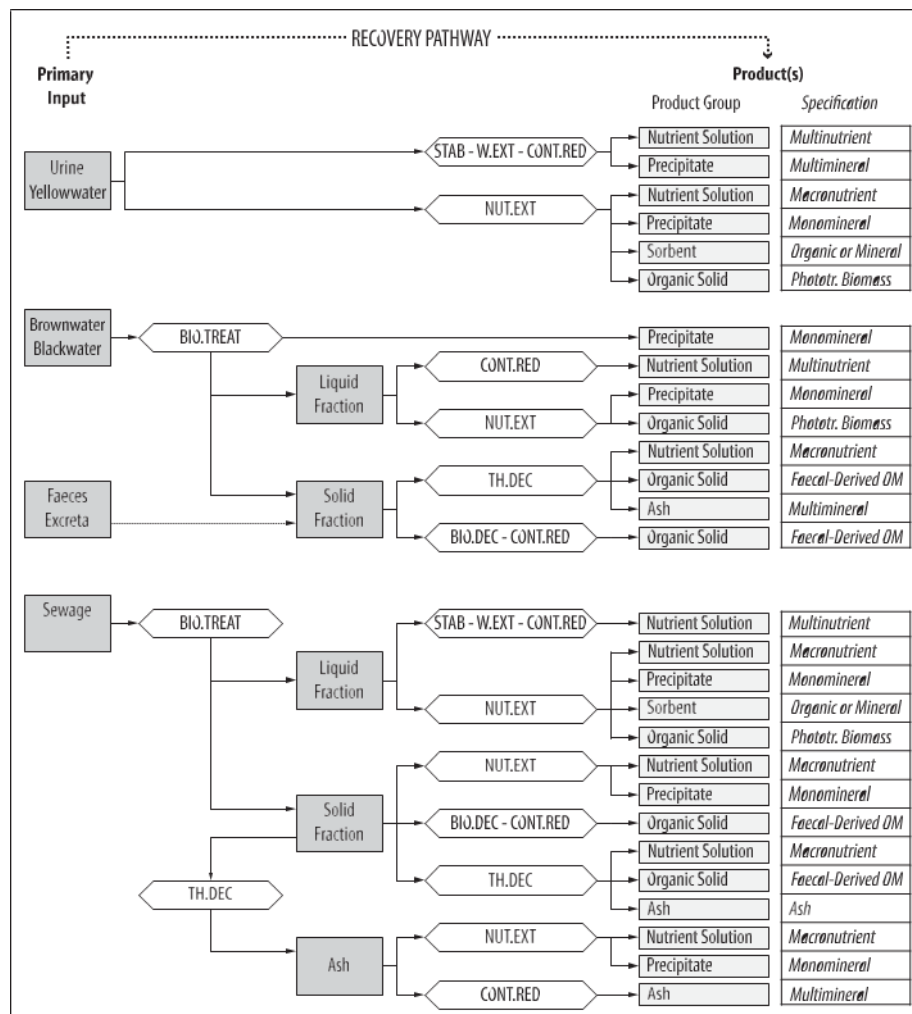 RECOVERY PATHWAY
Primary
Input
Product(s)
Product Group
Specification
Urine
Yellowwater
STAB - W.EXT - CONT.RED
Nutrient Solution
Multinutrient
Precipitate
Multimineral
NUT.EXT
Nutrient Solution
Macronutrient
Precipitate
Monomineral
Sorbent
Organic or Mineral
Organic Solid
Phototr. Biomass
Brownwater
Blackwater
BIO.TREAT
Precipitate
Monomineral
Liquid
Fraction
CONT.RED
Nutrient Solution
Multinutrient
NUT.EXT
Precipitate
Monomineral
Organic Solid
Phototr. Biomass
Faeces
Excreta
Solid
Fraction
TH.DEC
Nutrient Solution
Macronutrient
Organic Solid
Faecal-Derived OM
Ash
Multimineral
BIO.DEC - CONT.RED
Organic Solid
Faecal-Derived OM
Sewage
BIO.TREAT
Liquid
Fraction
STAB - W.EXT - CONT.RED
Nutrient Solution
Multinutrient
NUT.EXT
Nutrient Solution
Macronutrient
Precipitate
Monomineral
Sorbent
Organic or Mineral
Organic Solid
Phototr. Biomass
Solid
Fraction
NUT.EXT
Nutrient Solution
Macronutrient
Precipitate
Monomineral
BIO.DEC - CONT.RED
Organic Solid
Faecal-Derived OM
TH.DEC
Nutrient Solution
Macronutrient
Organic Solid
Faecal-Derived OM
Ash
Ash
TH.DEC
Ash
NUT.EXT
Nutrient Solution
Macronutrient
Precipitate
Monomineral
CONT.RED
Ash
Multimineral